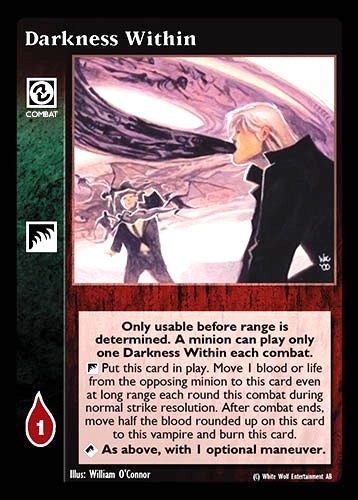 Darkness Within
COMBAT
Only usable before range is
determined. A minion can play only
one Darkness Within each combat.
Put this card in play. Move 1 blood or life
from the opposing minion to this card even
at long range each round this combat during
normal strike resolution. After combat ends,
move half the blood rounded up on this card
to this vampire and burn this card.
As above, with 1 optional maneuver.
1
Illus: William O'Connor
(C) White Wolf Entertainment AB